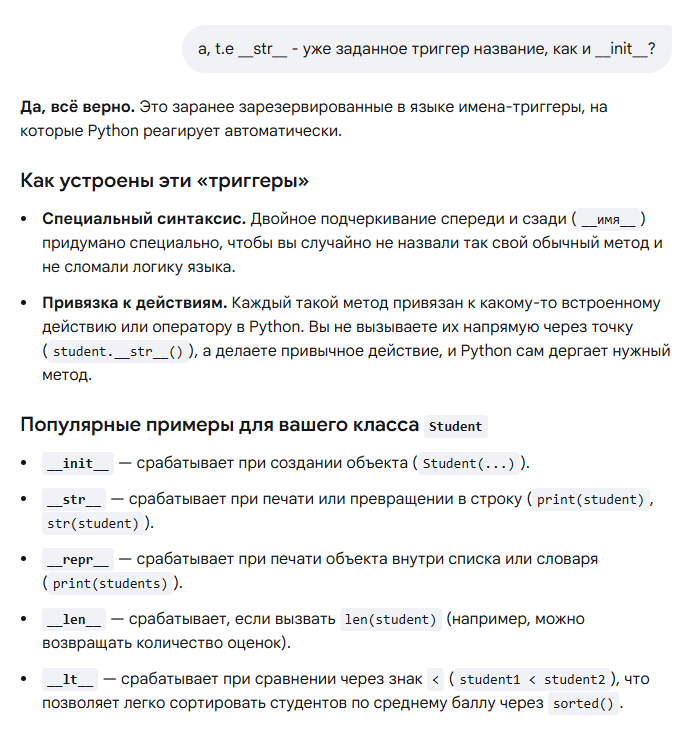 а, t.e __str__ - уже заданное триггер название, как и __init__?
Да, всё верно. Это заранее зарезервированные в языке имена-триггеры, на
которые Python реагирует автоматически.
Как устроены эти «триггеры»
• Специальный синтаксис. Двойное подчеркивание спереди и сзади ( __имя__ )
придумано специально, чтобы вы случайно не назвали так свой обычный метод и
не сломали логику языка.
• Привязка к действиям. Каждый такой метод привязан к какому-то встроенному
действию или оператору в Python. Вы не вызываете их напрямую через точку
( student.__str__() ), а делаете привычное действие, и Python сам дергает нужный
метод.
Популярные примеры для вашего класса Student
• __init__ — срабатывает при создании объекта ( Student(...) ).
• __str__ — срабатывает при печати или превращении в строку ( print(student) ,
str(student) ).
• __repr__ — срабатывает при печати объекта внутри списка или словаря
( print(students) ).
• __len__ — срабатывает, если вызвать len(student) (например, можно
возвращать количество оценок).
• __lt__ — срабатывает при сравнении через знак < ( student1 < student2 ), что
позволяет легко сортировать студентов по среднему баллу через sorted() .